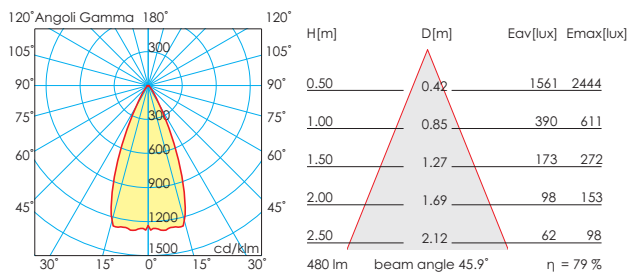 120° Angoli Gamma 180° 120°
105° 300 105°
90° 90°
300
75° 75°
600
60° 60°
900
45° 1200 45°
1500 cd/klm
30° 15° 0° 15° 30°
H[m] D[m] Eav[lux] Emax[lux]
0.50 0.42 1561 2444
1.00 0.85 390 611
1.50 1.27 173 272
2.00 1.69 98 153
2.50 2.12 62 98
480 lm beam angle 45.9° η = 79 %